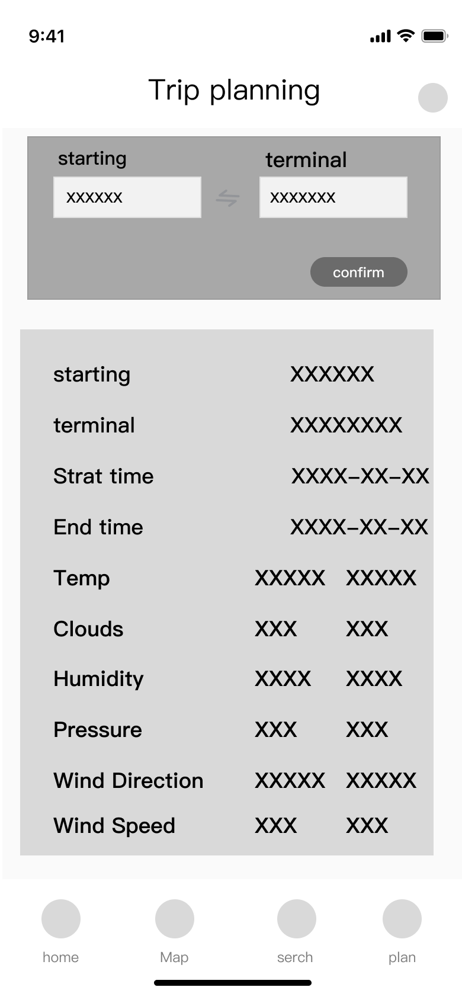 9:41
Trip planning
starting terminal
xxxxxx xxxxxxx
confirm
starting XXXXXX
terminal XXXXXXXX
Strat time XXXX-XX-XX
End time XXXX-XX-XX
Temp XXXXX XXXXX
Clouds XXX XXX
Humidity XXXX XXXX
Pressure XXX XXX
Wind Direction XXXXX XXXXX
Wind Speed XXX XXX
home Map serch plan